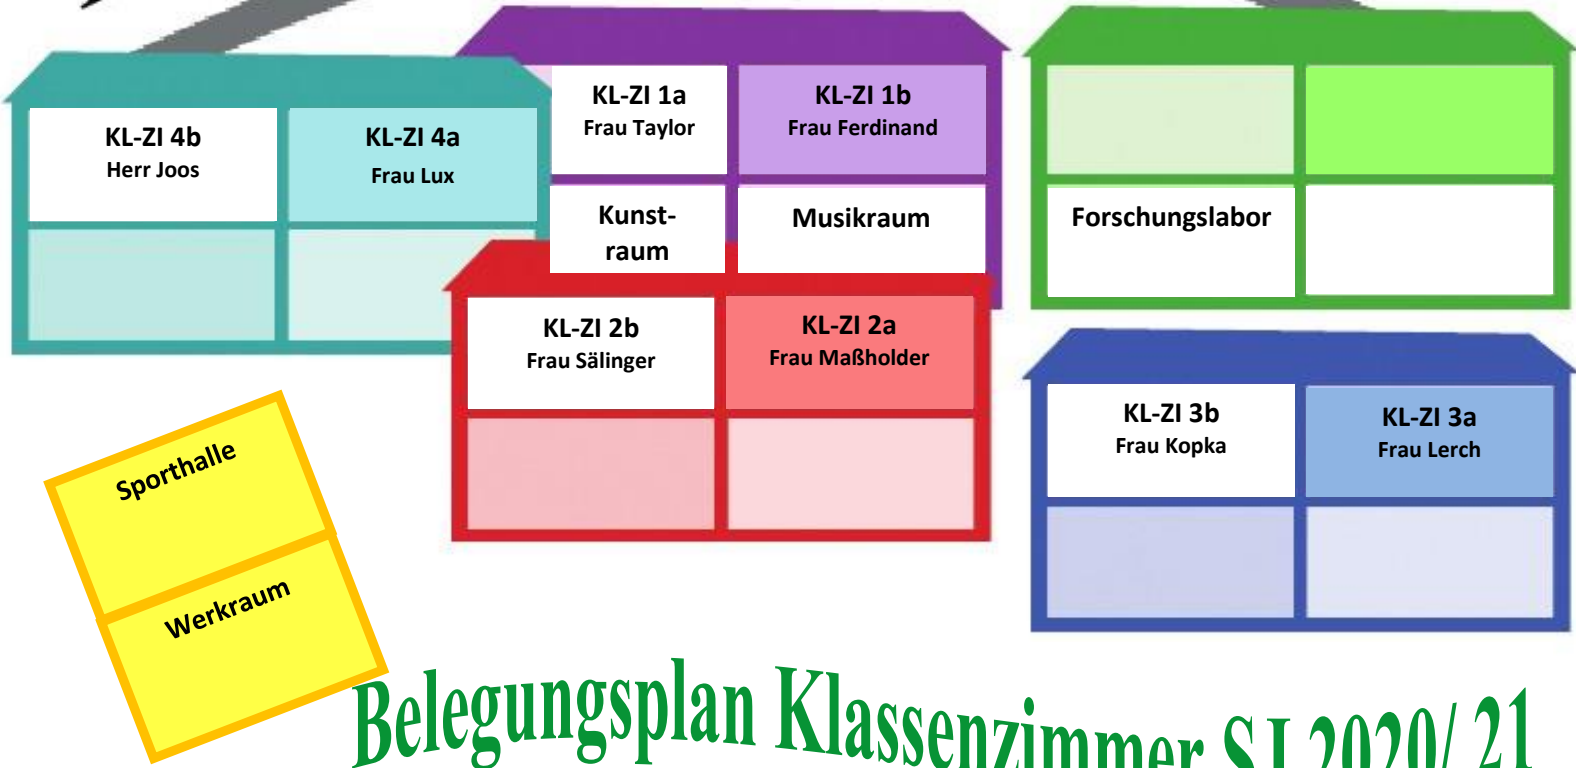 KL-ZI 4b
Herr Joos
KL-ZI 4a
Frau Lux
KL-ZI 1a
Frau Taylor
KL-ZI 1b
Frau Ferdinand
Kunst-
raum
Musikraum
Forschungslabor
KL-ZI 2b
Frau Sälinger
KL-ZI 2a
Frau Maßholder
KL-ZI 3b
Frau Kopka
KL-ZI 3a
Frau Lerch
Sporthalle
Werkraum
Belegungsplan Klassenzimmer SJ 2020/ 21